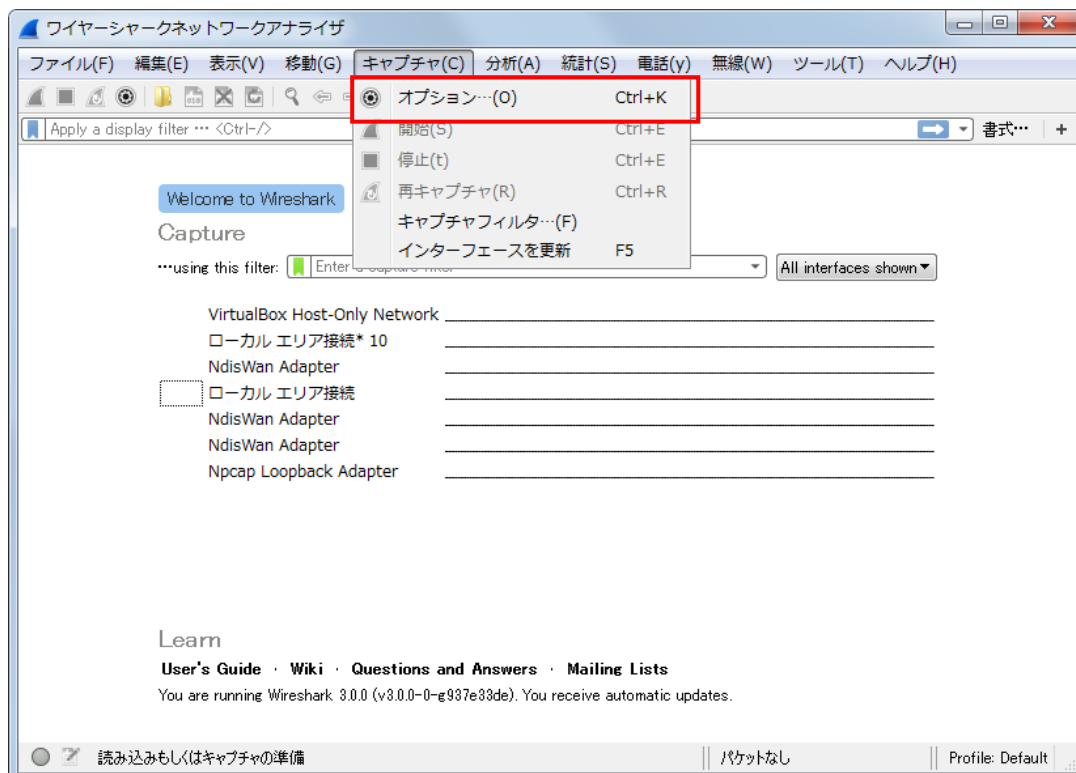 ワイヤーシャークネットワークアナライザ
ファイル(F) 編集(E) 表示(V) 移動(G) キャプチャ(C) 分析(A) 統計(S) 電話(y) 無線(W) ツール(T) ヘルプ(H)
オプション…(O) Ctrl+K
Apply a display filter … <Ctrl-/> 書式… +
開始(S) Ctrl+E
停止(t) Ctrl+E
再キャプチャ(R) Ctrl+R
キャプチャフィルタ…(F)
インターフェースを更新 F5
Welcome to Wireshark
Capture
…using this filter: Enter a capture filter All interfaces shown
VirtualBox Host-Only Network
ローカル エリア接続* 10
NdisWan Adapter
ローカル エリア接続
NdisWan Adapter
NdisWan Adapter
Npcap Loopback Adapter
Learn
User's Guide · Wiki · Questions and Answers · Mailing Lists
You are running Wireshark 3.0.0 (v3.0.0-0-g937e33de). You receive automatic updates.
読み込みもしくはキャプチャの準備 パケットなし Profile: Default